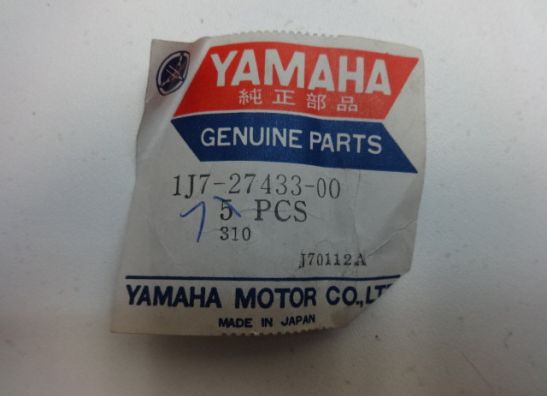 YAMAHA
純正部品
GENUINE PARTS
1J7-27433-00
5 PCS
310
J70112A
YAMAHA MOTOR CO., LT
MADE IN JAPAN